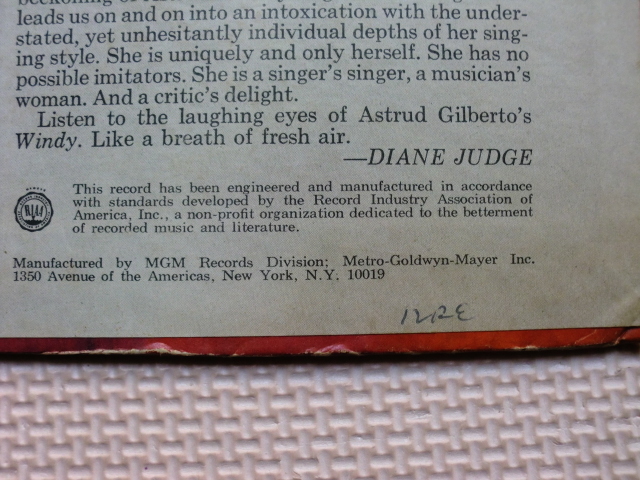 leads us on and on into an intoxication with the under-
stated, yet unhesitantly individual depths of her sing-
ing style. She is uniquely and only herself. She has no
possible imitators. She is a singer's singer, a musician's
woman. And a critic's delight.
Listen to the laughing eyes of Astrud Gilberto's
Windy. Like a breath of fresh air.
—DIANE JUDGE
RIAA
This record has been engineered and manufactured in accordance
with standards developed by the Record Industry Association of
America, Inc., a non-profit organization dedicated to the betterment
of recorded music and literature.
Manufactured by MGM Records Division; Metro-Goldwyn-Mayer Inc.
1350 Avenue of the Americas, New York, N.Y. 10019